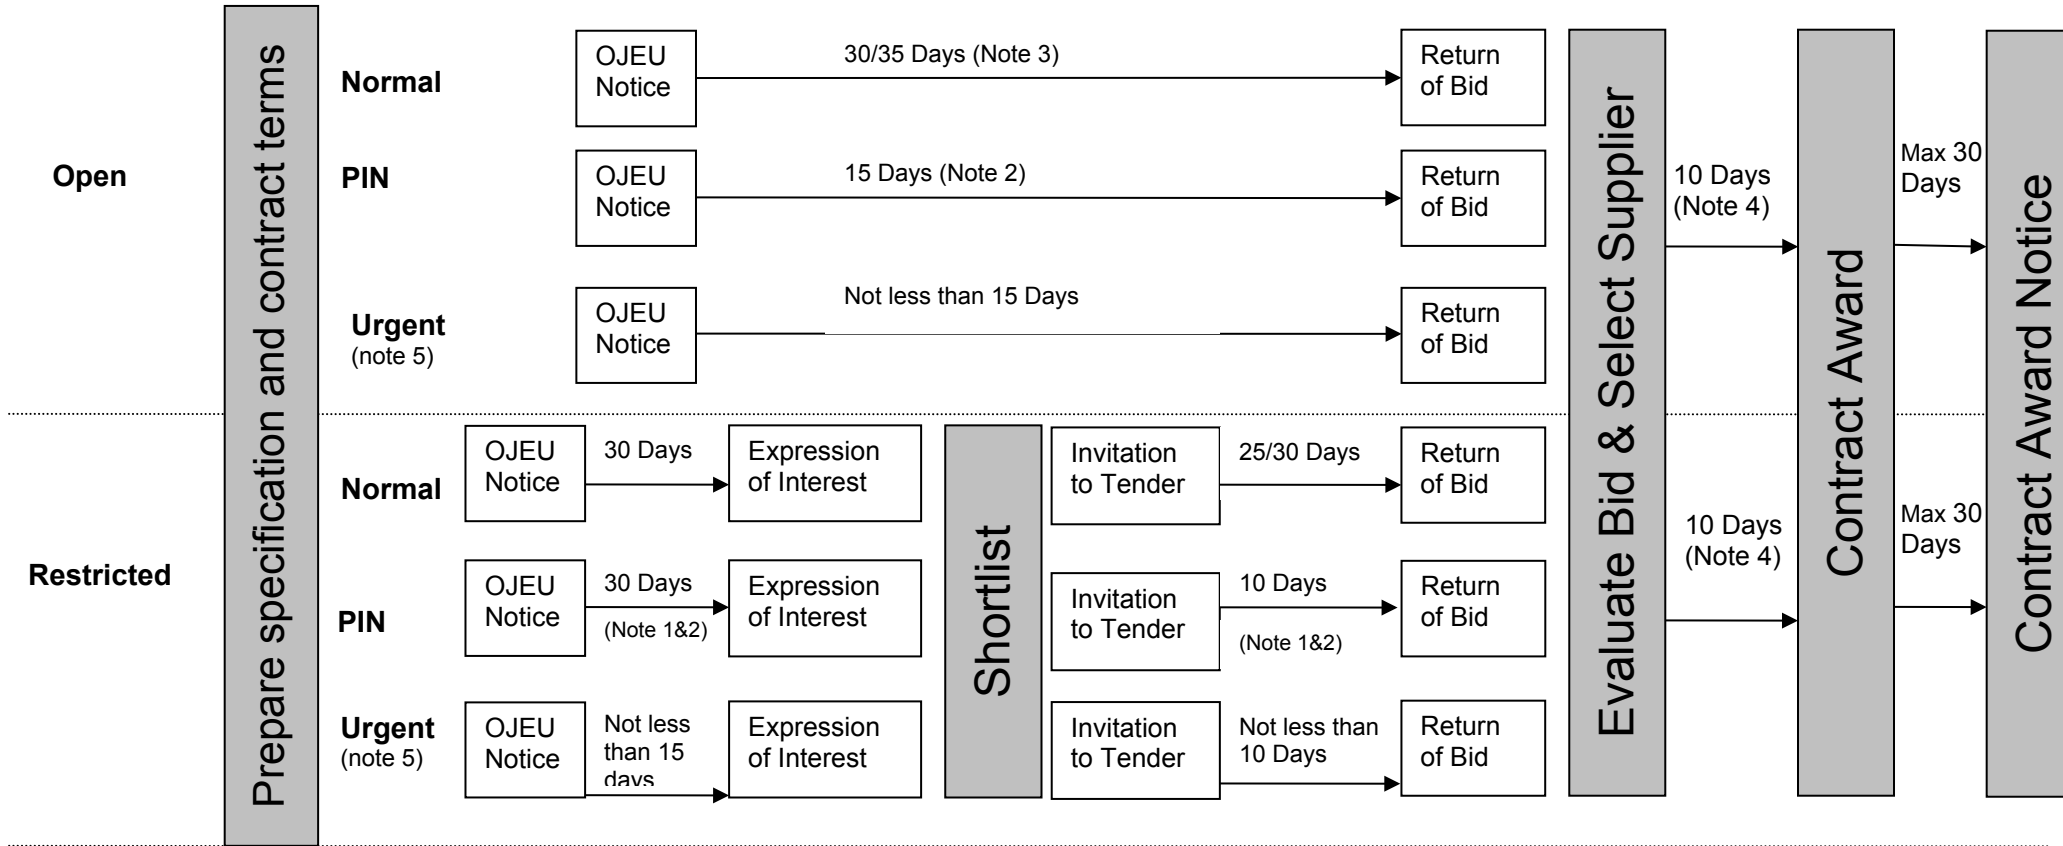 Prepare specification and contract terms
Open
Normal
OJEU
Notice
30/35 Days (Note 3)
Return
of Bid
PIN
OJEU
Notice
15 Days (Note 2)
Return
of Bid
Urgent
(note 5)
OJEU
Notice
Not less than 15 Days
Return
of Bid
Evaluate Bid & Select Supplier
10 Days
(Note 4)
Contract Award
Max 30
Days
Contract Award Notice
Restricted
Normal
OJEU
Notice
30 Days
Expression
of Interest
Shortlist
Invitation
to Tender
25/30 Days
Return
of Bid
PIN
OJEU
Notice
30 Days
(Note 1&2)
Expression
of Interest
Invitation
to Tender
10 Days
(Note 1&2)
Return
of Bid
Urgent
(note 5)
OJEU
Notice
Not less
than 15
days
Expression
of Interest
Invitation
to Tender
Not less than
10 Days
Return
of Bid
10 Days
(Note 4)
Max 30
Days